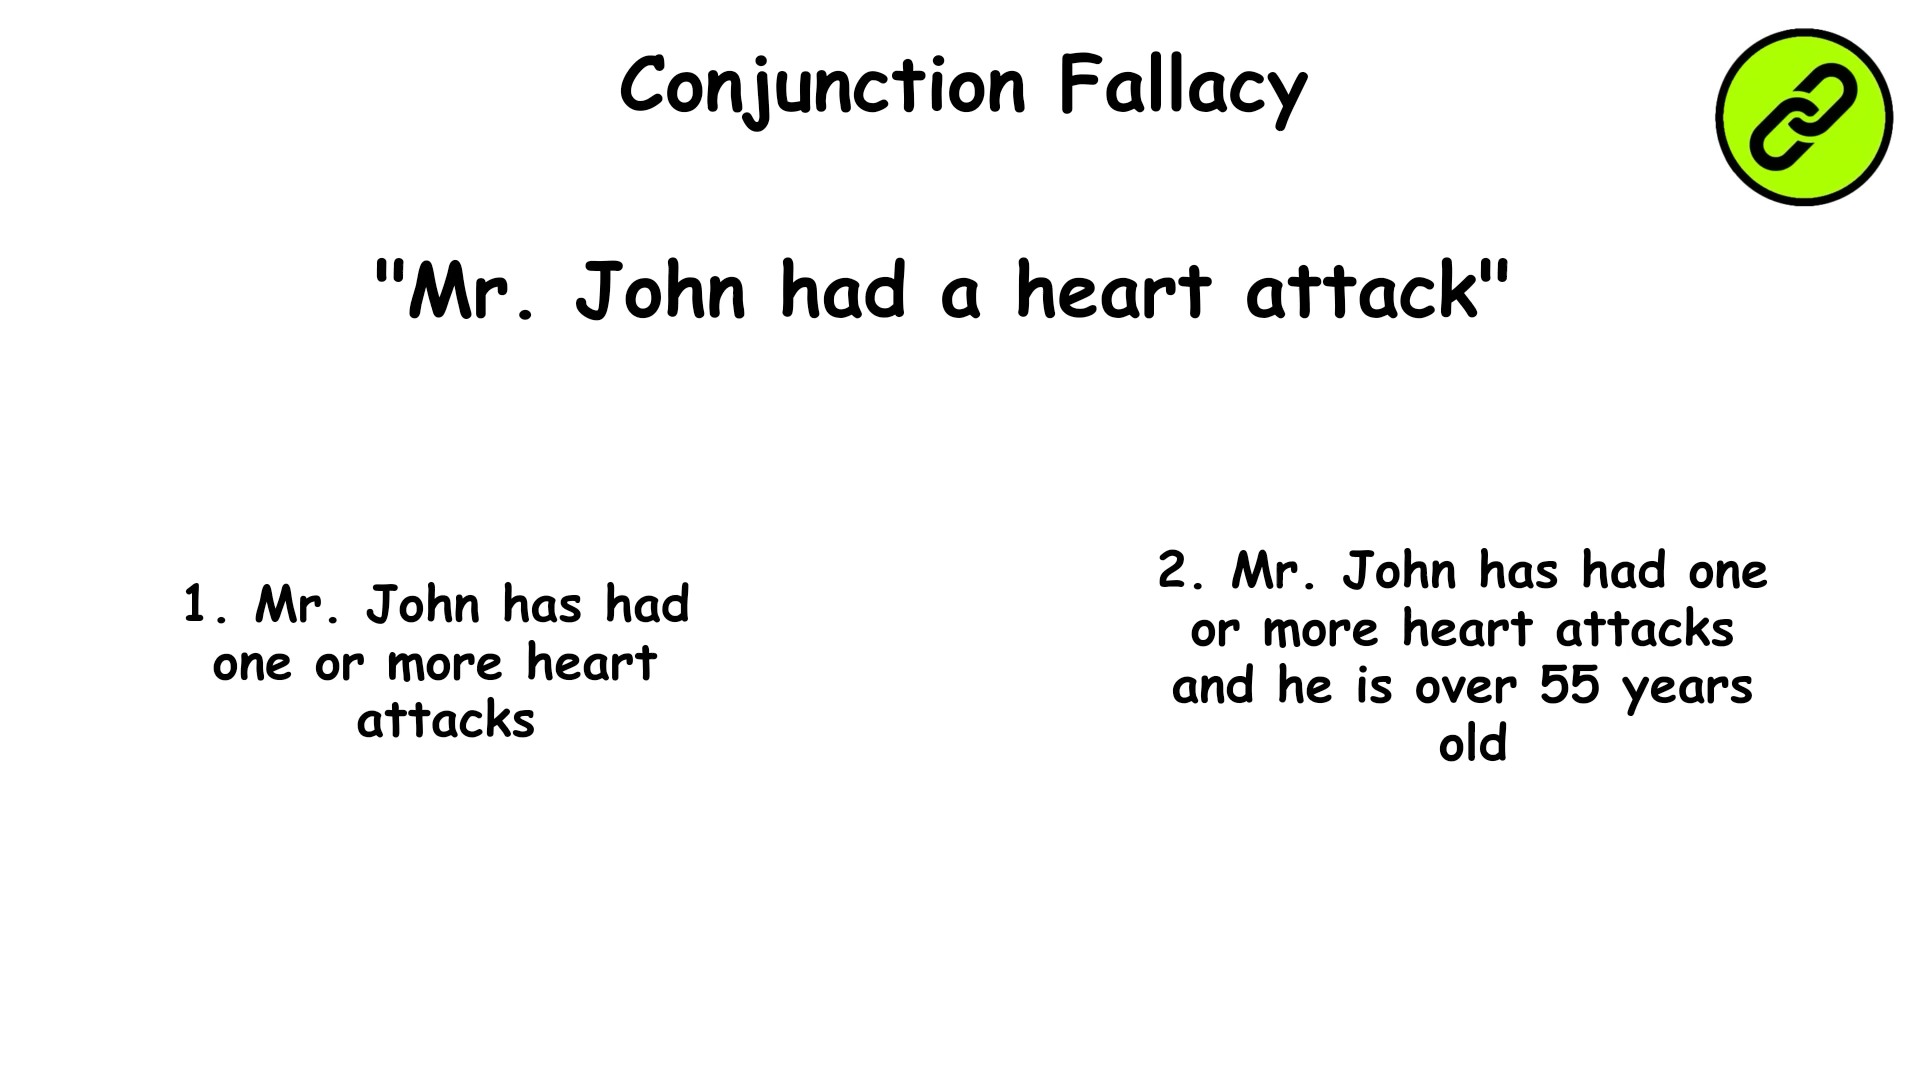 Conjunction Fallacy
"Mr. John had a heart attack"
1. Mr. John has had
one or more heart
attacks
2. Mr. John has had one
or more heart attacks
and he is over 55 years
old